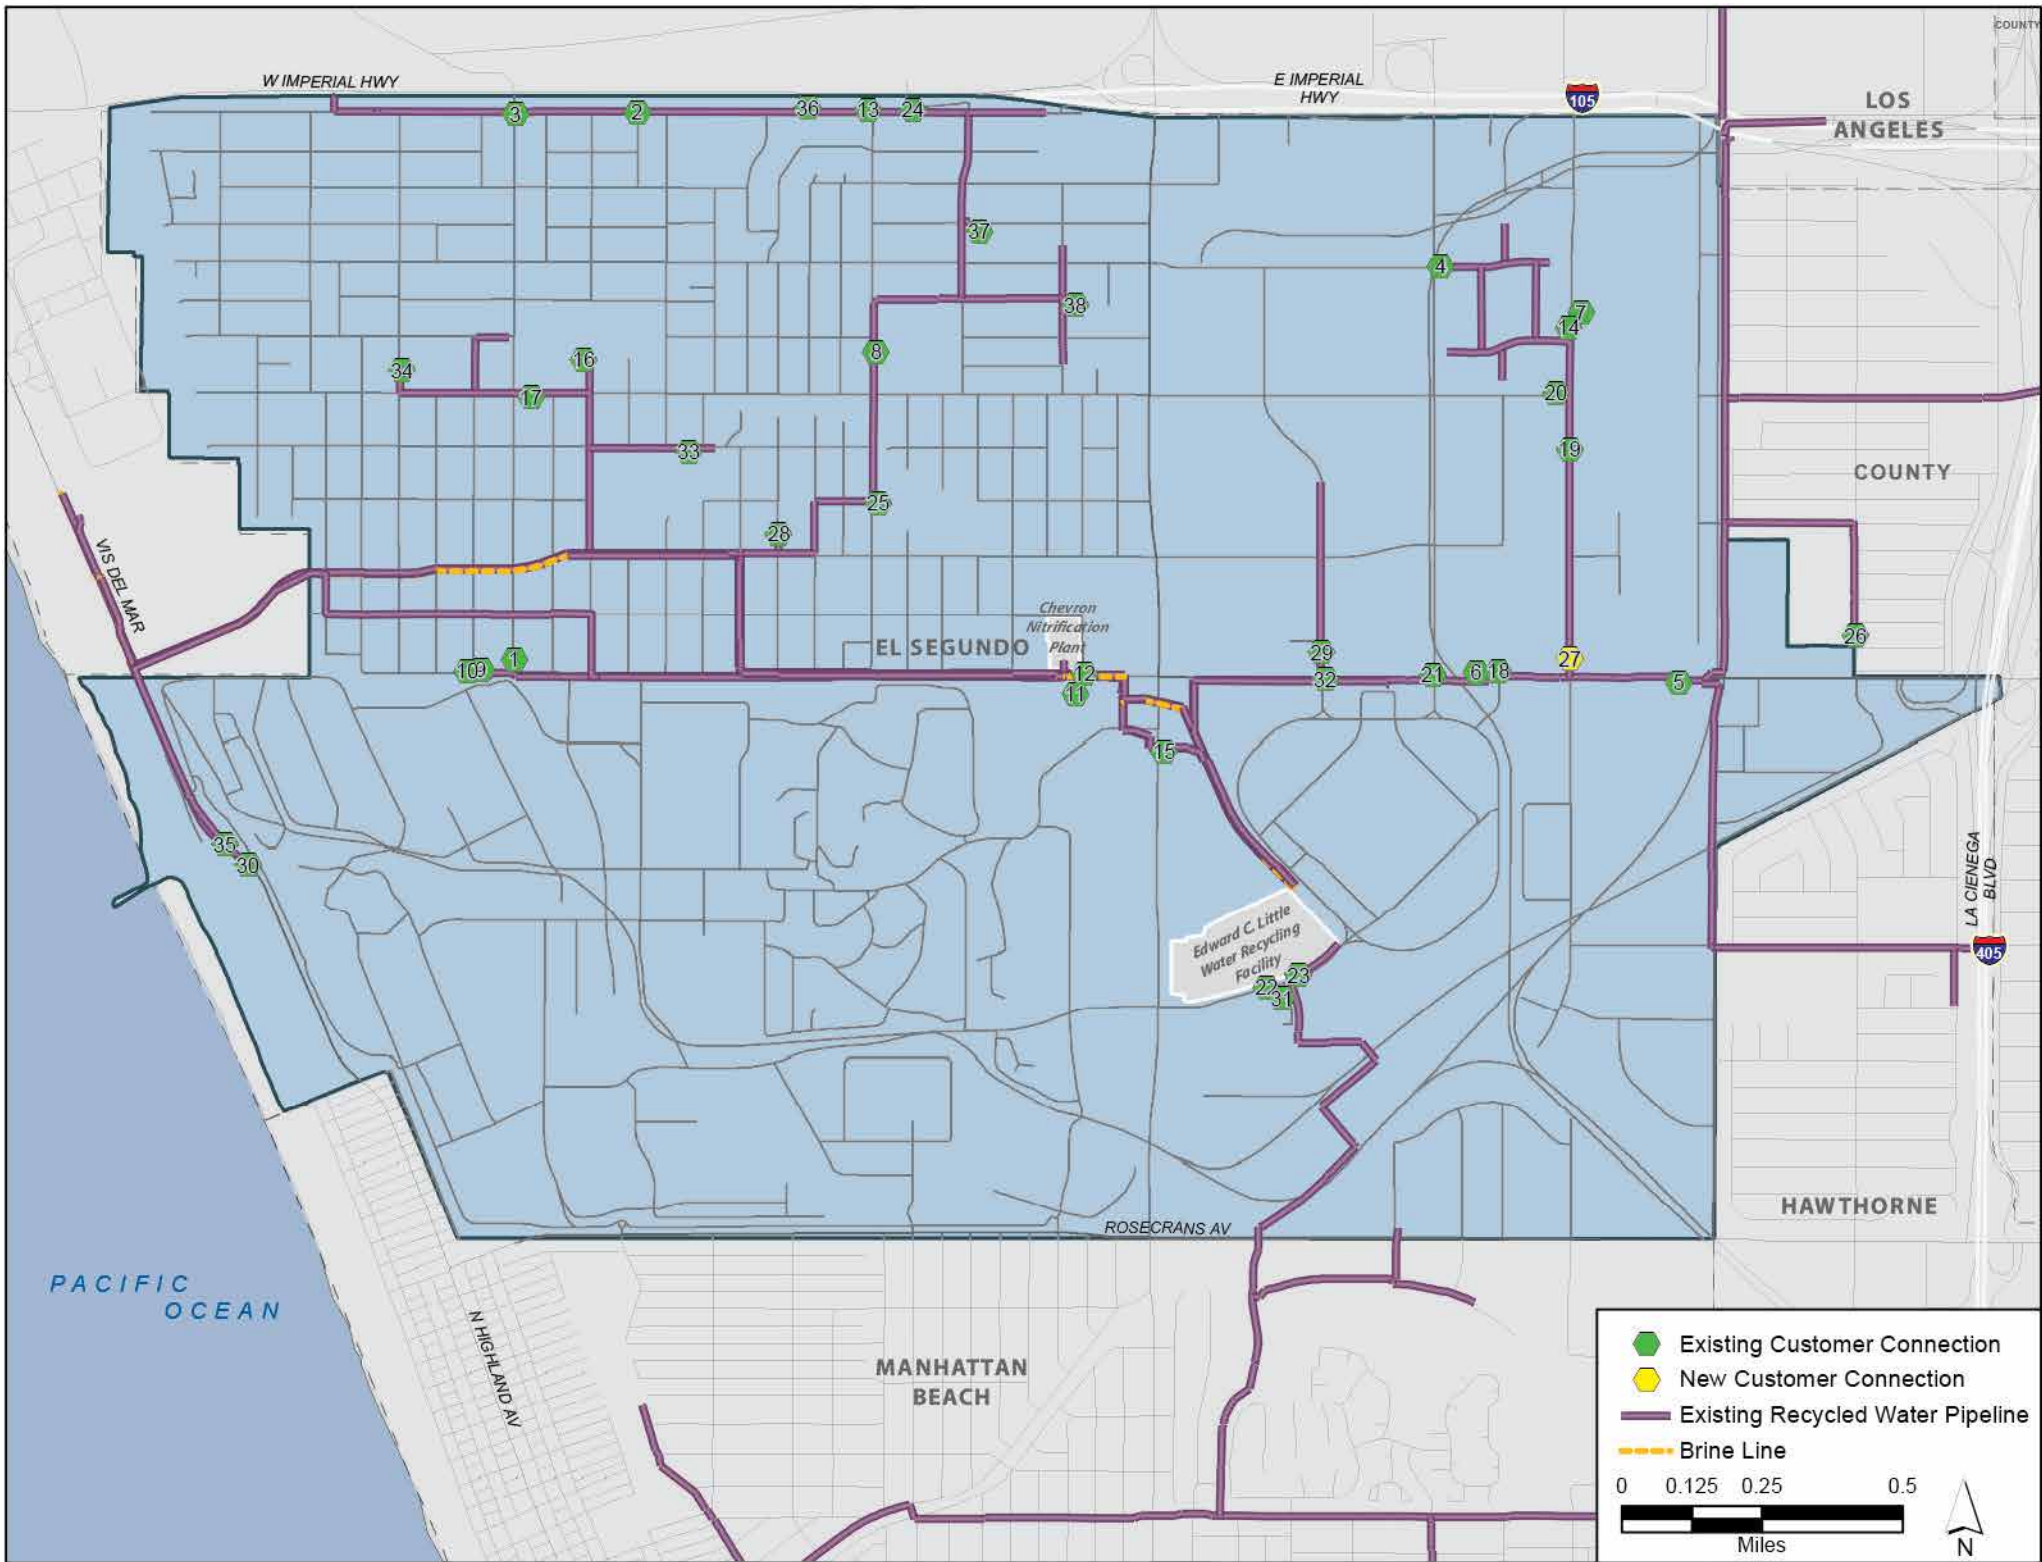 COUNTY
W IMPERIAL HWY
E IMPERIAL
HWY
105
LOS
ANGELES
3
2
36
13
24
37
4
38
7
14
8
16
34
17
20
19
33
COUNTY
25
28
VIS DEL MAR
Chevron
Nitrification
Plant
EL SEGUNDO
26
10
9
1
12
11
29
32
21
6
18
27
5
15
35
30
LA CIENEGA
BLVD
405
Edward C. Little
Water Recycling
Facility
23
22
31
HAWTHORNE
ROSECRANS AV
PACIFIC
OCEAN
N HIGHLAND AV
MANHATTAN
BEACH
Existing Customer Connection
New Customer Connection
Existing Recycled Water Pipeline
Brine Line
0 0.125 0.25 0.5
Miles
N